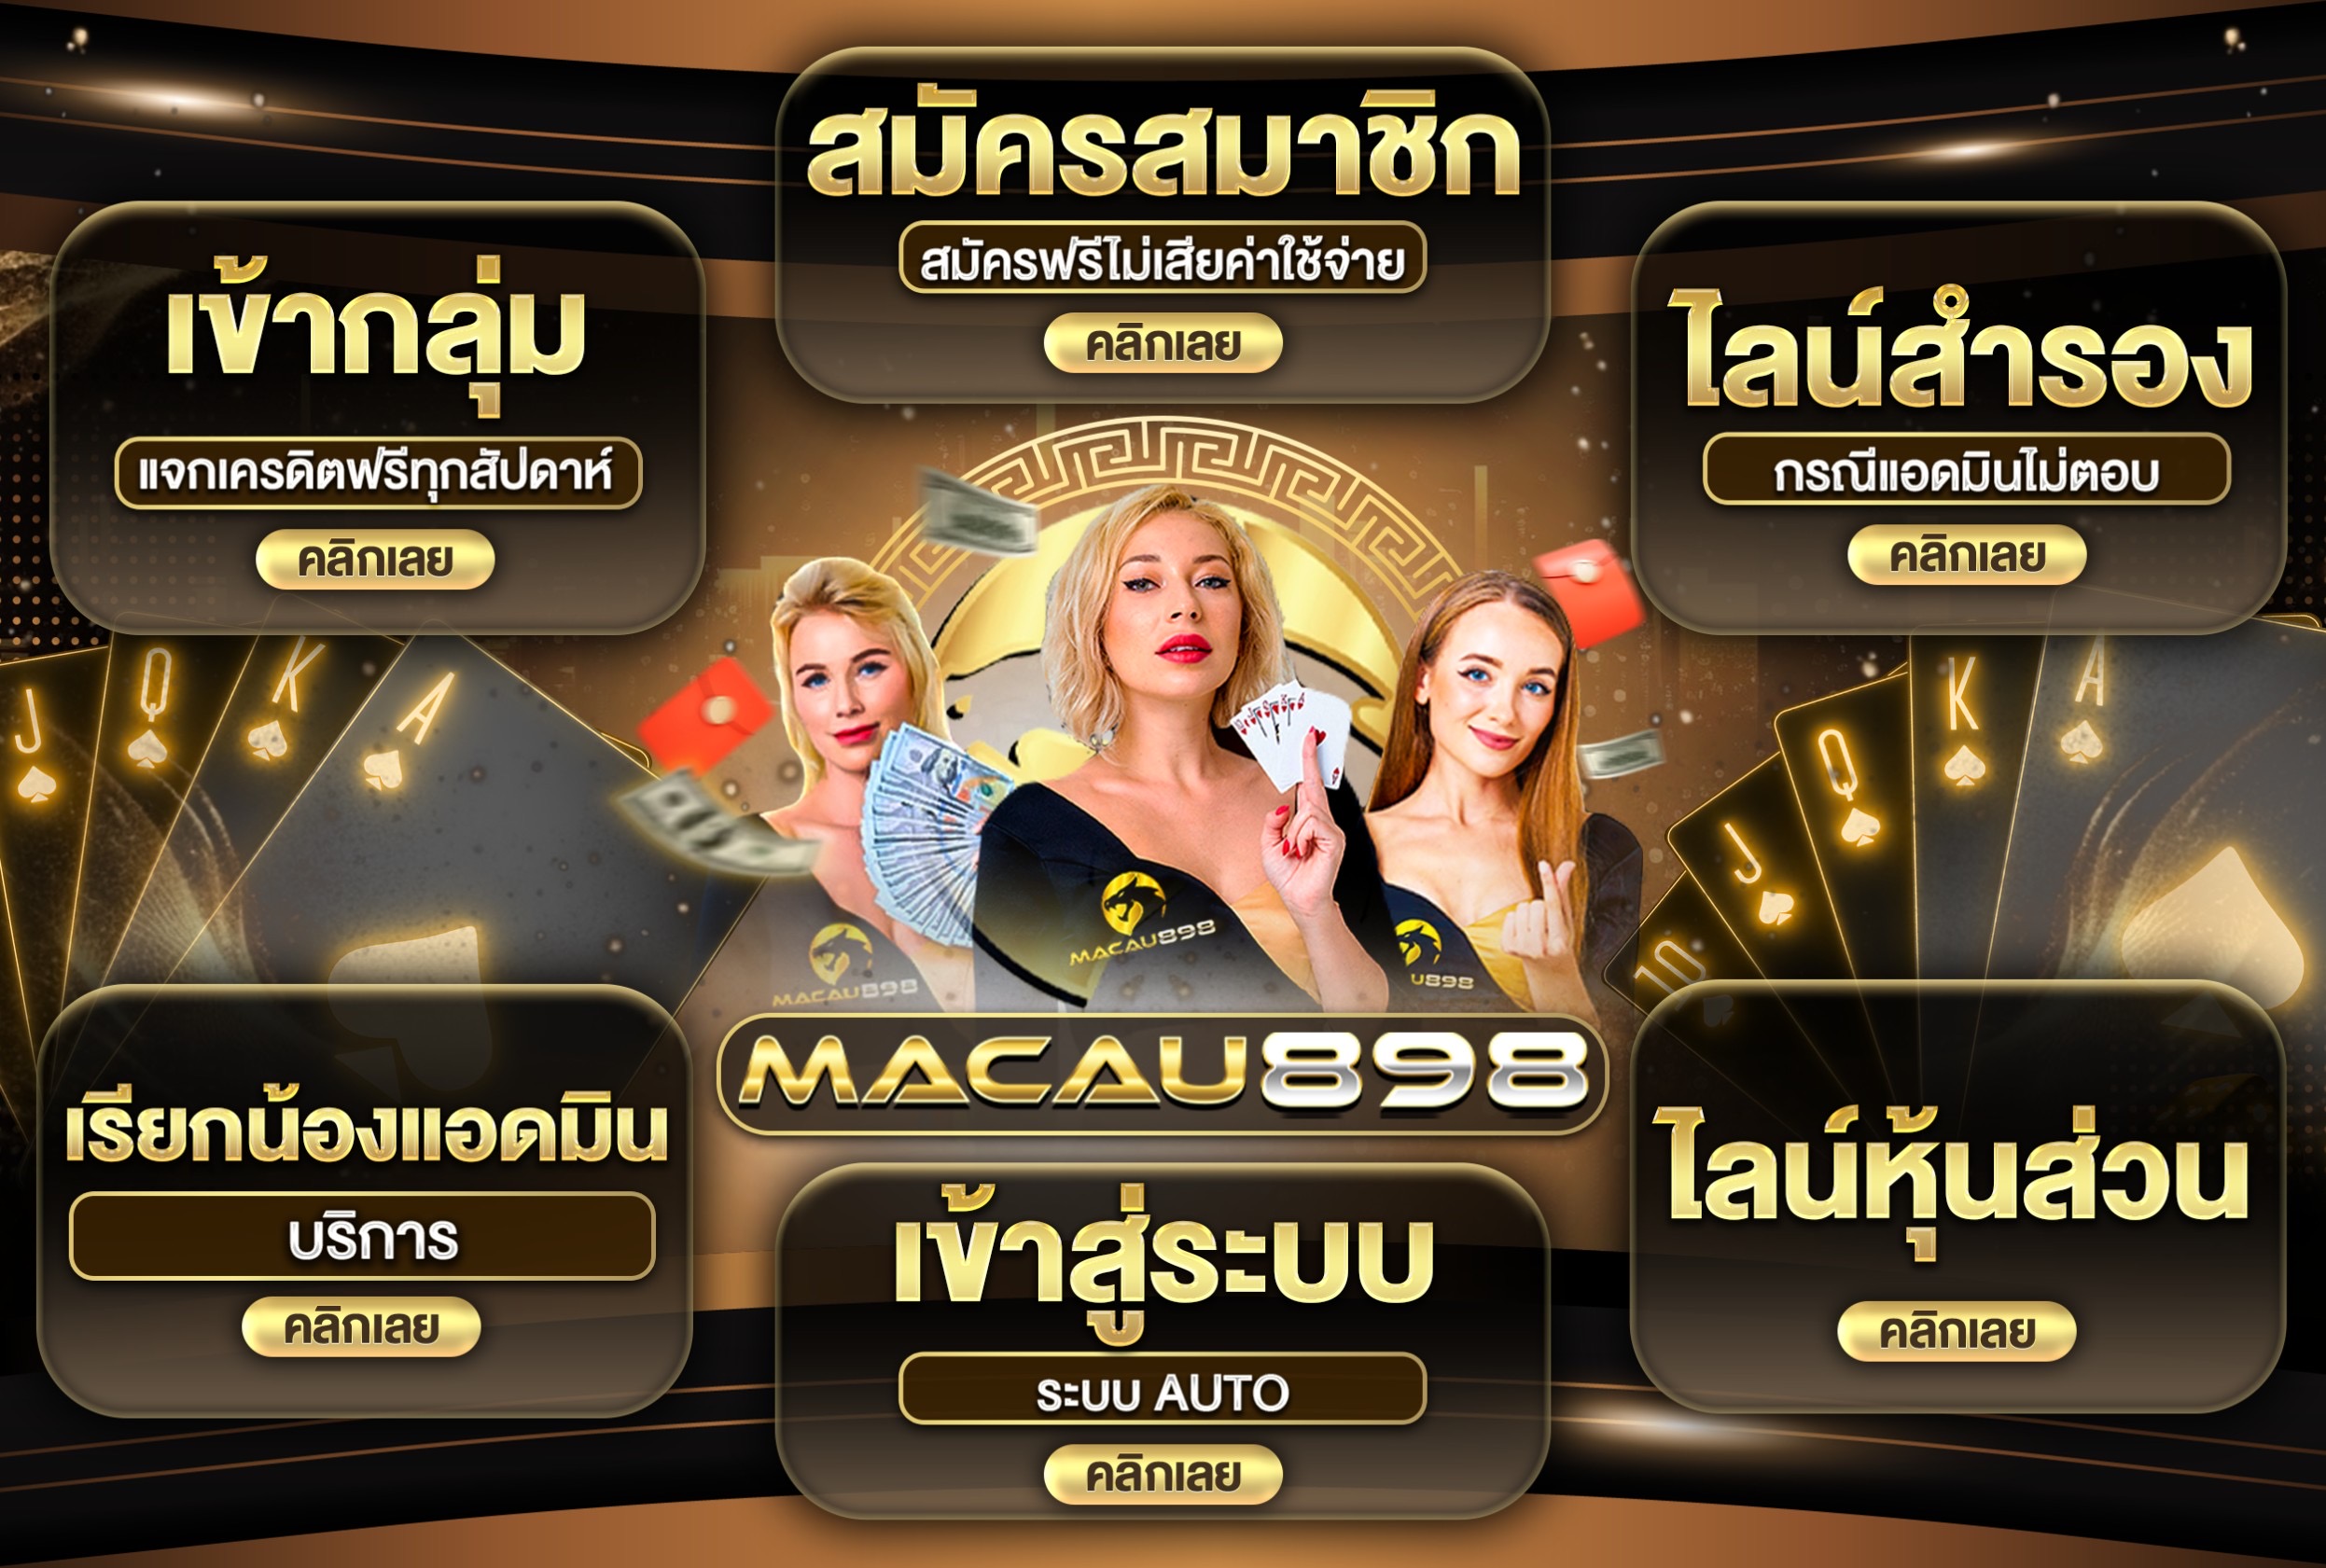 สมัครสมาชิก
สมัครฟรีไม่เสียค่าใช้จ่าย
คลิกเลย
เข้ากลุ่ม
แจกเครดิตฟรีทุกสัปดาห์
คลิกเลย
ไลน์สำรอง
กรณีแอดมินไม่ตอบ
คลิกเลย
J
Q
K
A
10
J
Q
K
A
MACAU898
MACAU898
U898
MACAU898
เรียกน้องแอดมิน
บริการ
คลิกเลย
เข้าสู่ระบบ
ระบบ AUTO
คลิกเลย
ไลน์หุ้นส่วน
คลิกเลย